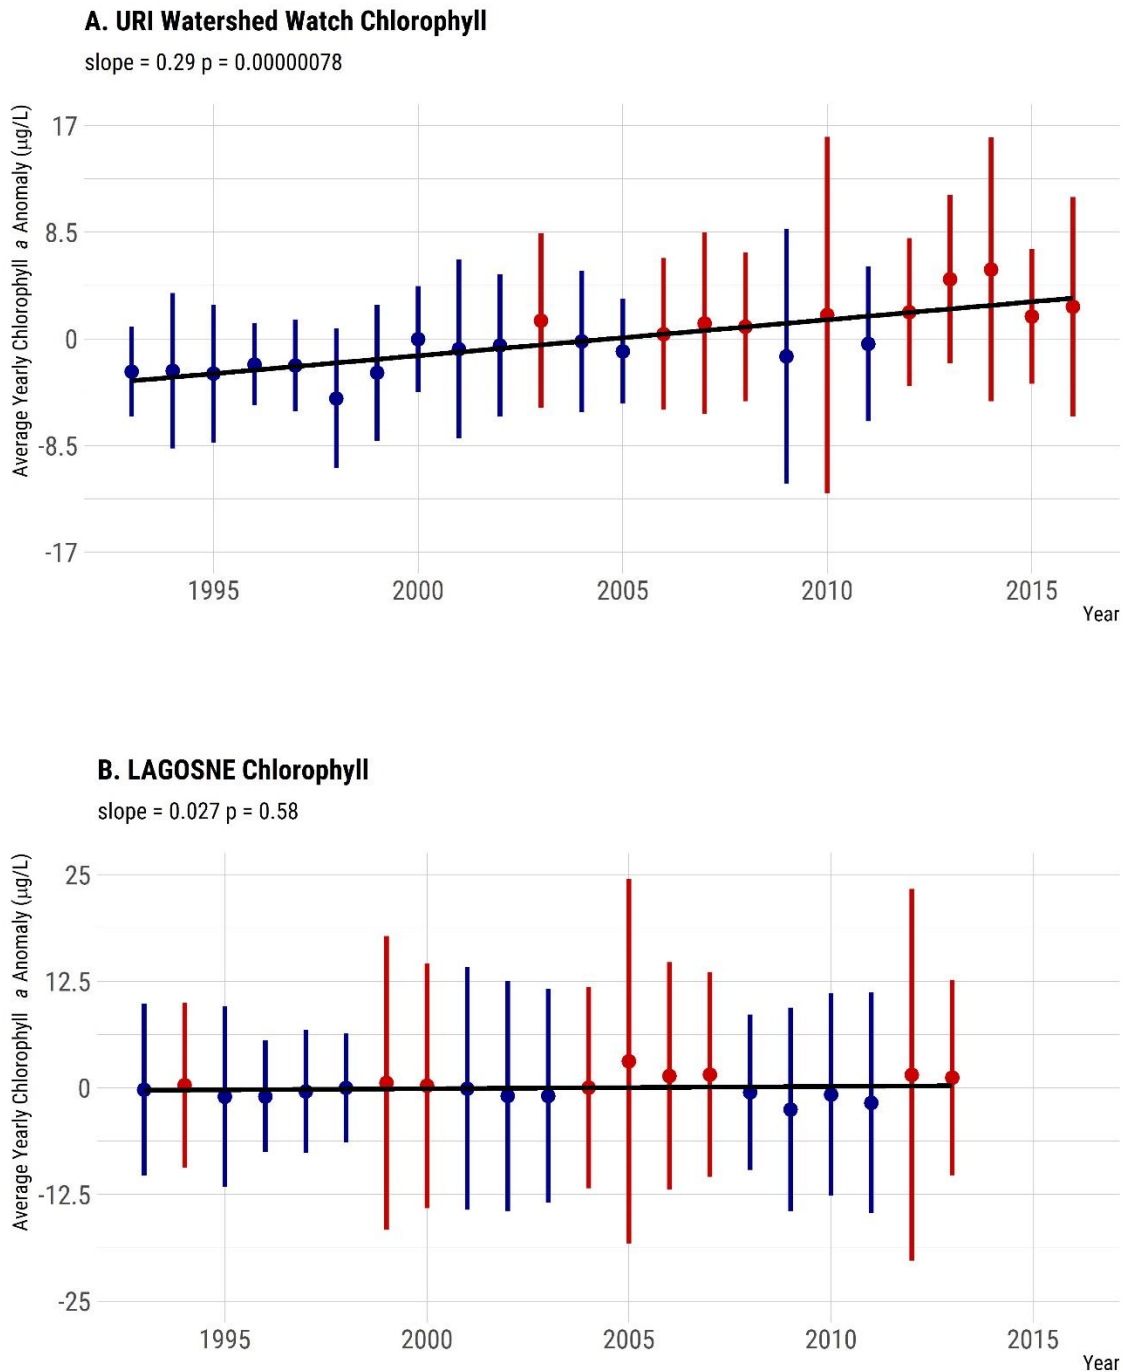 A. URI Watershed Watch Chlorophyll
slope = 0.29 p = 0.00000078
Average Yearly Chlorophyll a Anomaly (μg/L)
17
8.5
0
-8.5
-17
1995 2000 2005 2010 2015
Year
B. LAGOSNE Chlorophyll
slope = 0.027 p = 0.58
Average Yearly Chlorophyll a Anomaly (μg/L)
25
12.5
0
-12.5
-25
1995 2000 2005 2010 2015
Year